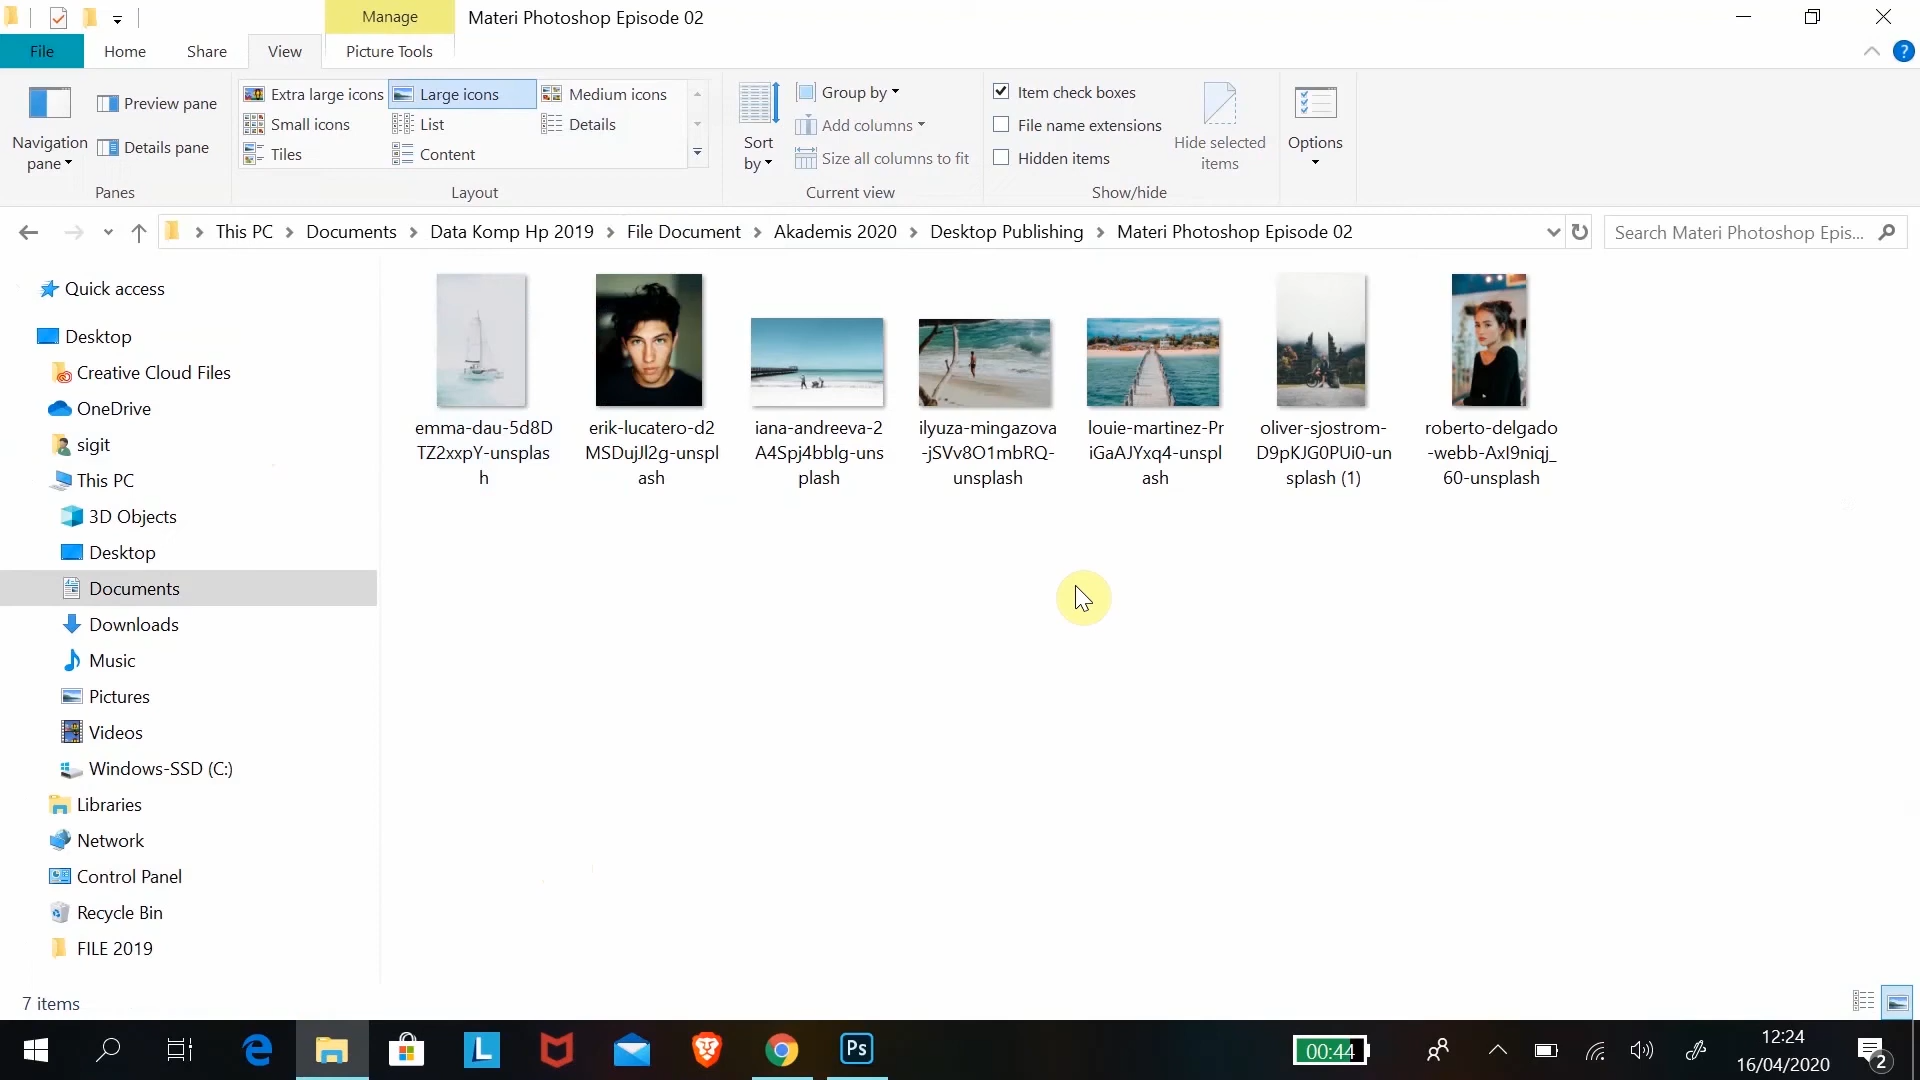 Manage
Materi Photoshop Episode 02
File
Home
Share
View
Picture Tools
?
Navigation
pane
Preview pane
Details pane
Panes
Extra large icons
Large icons
Medium icons
Small icons
List
Details
Tiles
Content
Layout
Sort
by
Group by
Add columns
Size all columns to fit
Current view
Item check boxes
File name extensions
Hidden items
Show/hide
Hide selected
items
Options
This PC
Documents
Data Komp Hp 2019
File Document
Akademis 2020
Desktop Publishing
Materi Photoshop Episode 02
Search Materi Photoshop Epis...
Quick access
Desktop
Creative Cloud Files
OneDrive
sigit
This PC
3D Objects
Desktop
Documents
Downloads
Music
Pictures
Videos
Windows-SSD (C:)
Libraries
Network
Control Panel
Recycle Bin
FILE 2019
emma-dau-5d8D
TZ2xxpY-unsplas
h
erik-lucatero-d2
MSDujJl2g-unspl
ash
iana-andreeva-2
A4Spj4bblg-uns
plash
ilyuza-mingazova
-jSVv8O1mbRQ-
unsplash
louie-martinez-Pr
iGaAJYxq4-unspl
ash
oliver-sjostrom-
D9pKJG0PUi0-un
splash (1)
roberto-delgado
-webb-AxI9niqj_
60-unsplash
7 items
L
Ps
00:44
12:24
16/04/2020
2